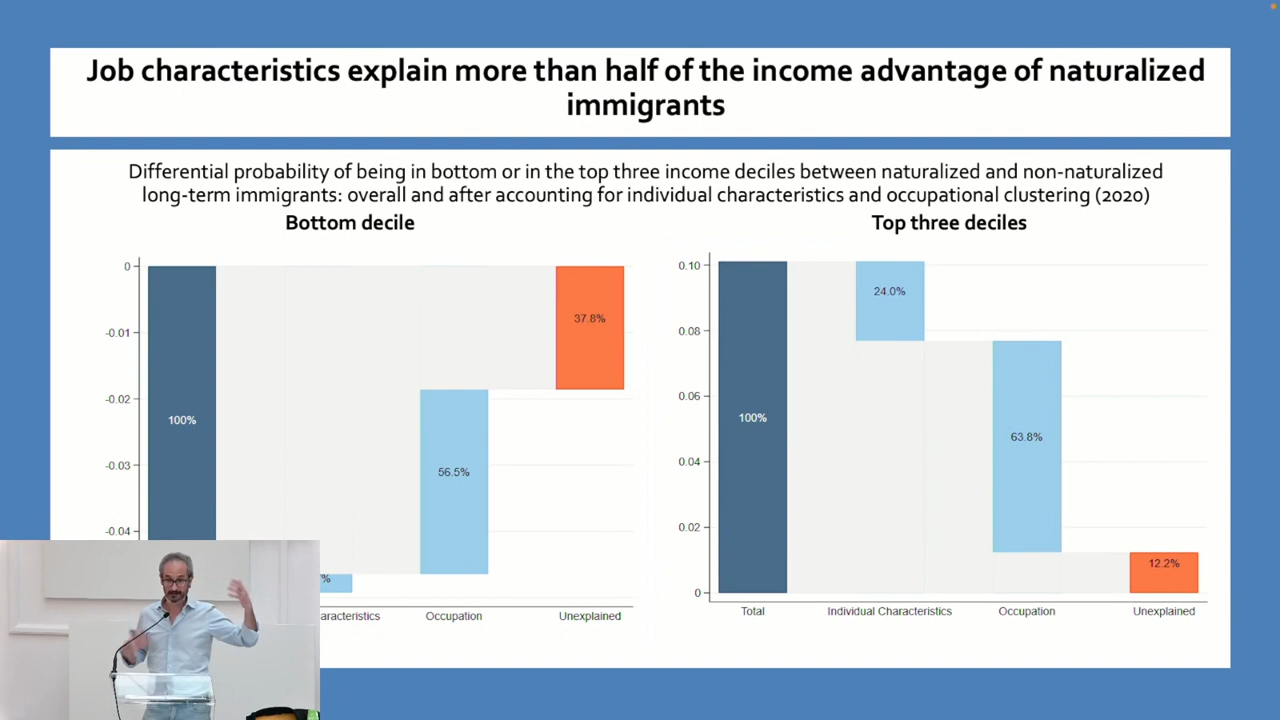 Job characteristics explain more than half of the income advantage of naturalized
immigrants
Differential probability of being in bottom or in the top three income deciles between naturalized and non-naturalized
long-term immigrants: overall and after accounting for individual characteristics and occupational clustering (2020)
Bottom decile
0
-0.01
-0.02
-0.03
-0.04
100%
%
56.5%
37.8%
aracteristics
Occupation
Unexplained
Top three deciles
0.10
0.08
0.06
0.04
0.02
0
100%
24.0%
63.8%
12.2%
Total
Individual Characteristics
Occupation
Unexplained